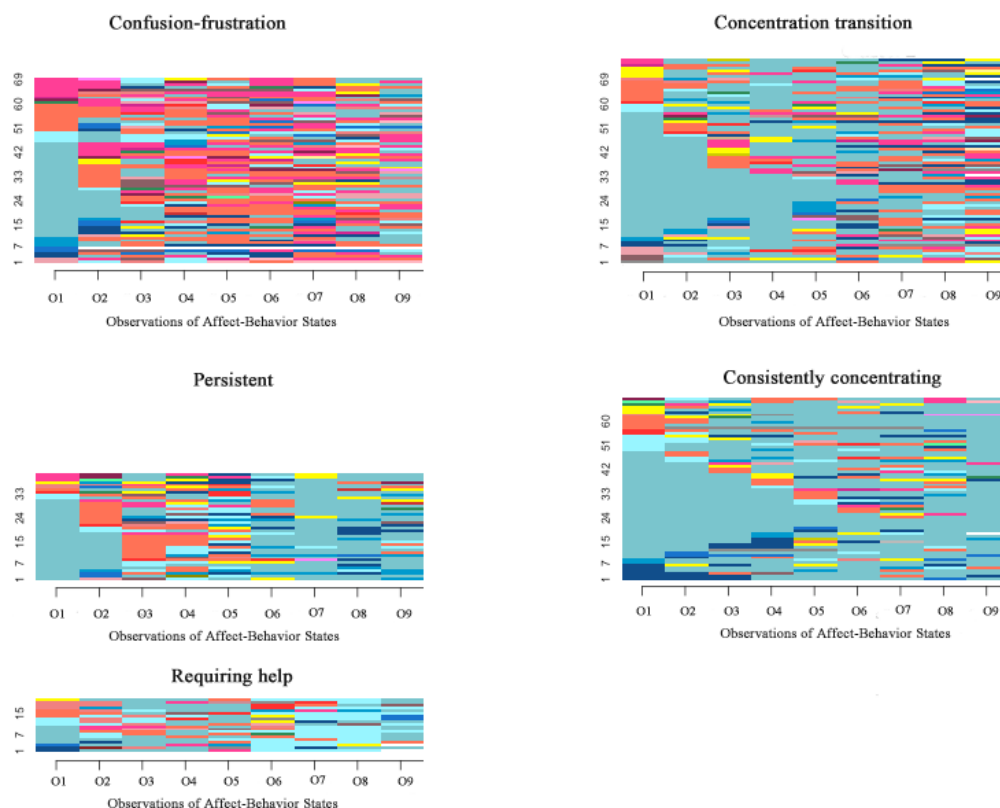 Confusion-frustration
69
60
51
42
33
24
15
7
1
O1 O2 O3 O4 O5 O6 O7 O8 O9
Observations of Affect-Behavior States
Concentration transition
69
60
51
42
33
24
15
7
1
O1 O2 O3 O4 O5 O6 O7 O8 O9
Observations of Affect-Behavior States
Persistent
33
24
15
7
1
O1 O2 O3 O4 O5 O6 O7 O8 O9
Observations of Affect-Behavior States
Consistently concentrating
60
51
42
33
24
15
7
1
O1 O2 O3 O4 O5 O6 O7 O8 O9
Observations of Affect-Behavior States
Requiring help
15
7
1
O1 O2 O3 O4 O5 O6 O7 O8 O9
Observations of Affect-Behavior States